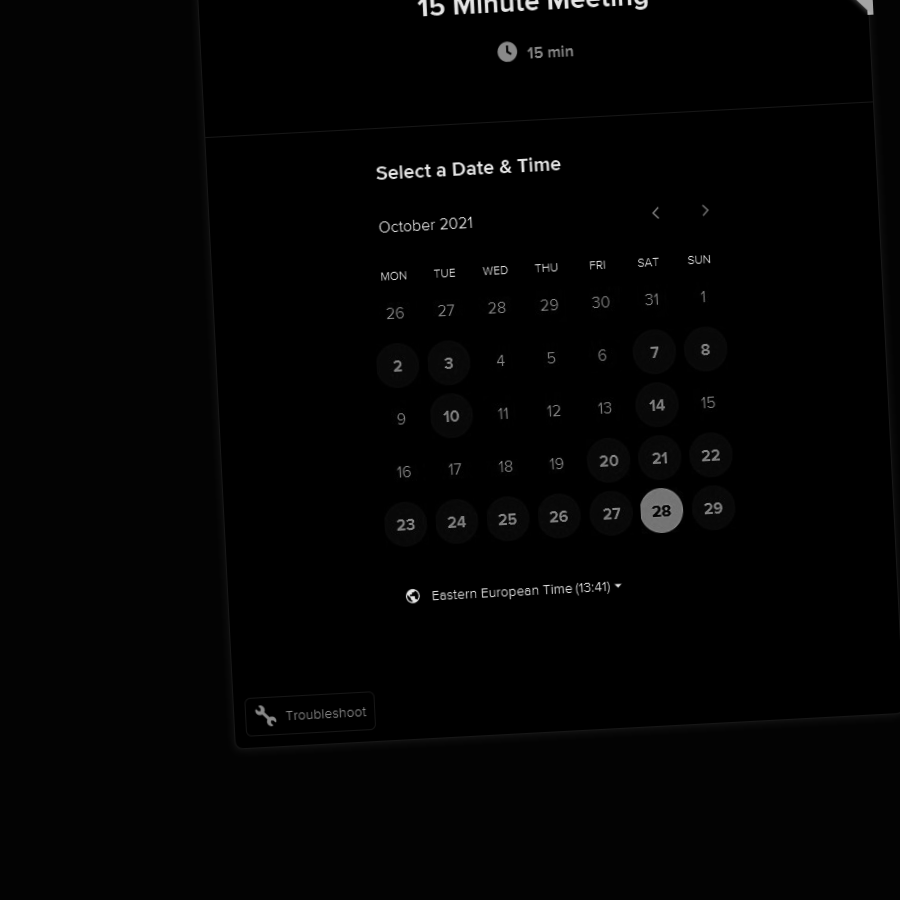 15 Minute Meeting
15 min
Select a Date & Time
October 2021
MON TUE WED THU FRI SAT SUN
26 27 28 29 30 31 1
2 3 4 5 6 7 8
9 10 11 12 13 14 15
16 17 18 19 20 21 22
23 24 25 26 27 28 29
Eastern European Time (13:41)
Troubleshoot